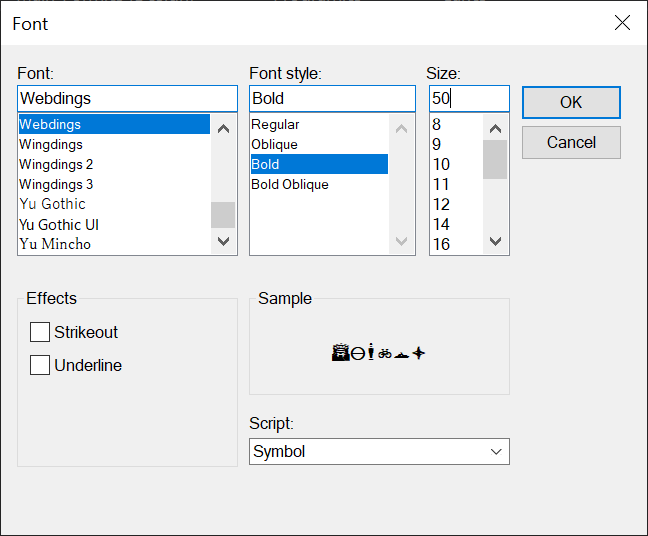 Font
Font:
Webdings
Webdings
Wingdings
Wingdings 2
Wingdings 3
Yu Gothic
Yu Gothic UI
Yu Mincho
Font style:
Bold
Regular
Oblique
Bold
Bold Oblique
Size:
50
8
9
10
11
12
14
16
OK
Cancel
Effects
Strikeout
Underline
Sample
Script:
Symbol